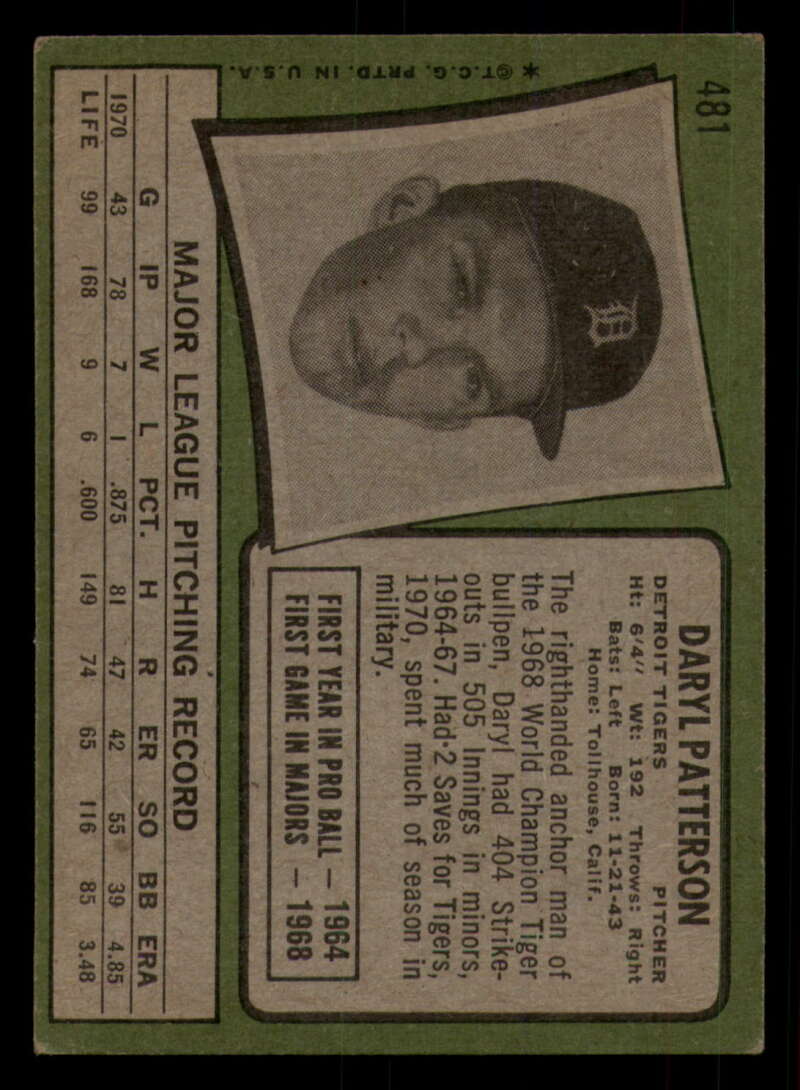 481
★ ©T.C.G. PRTD. IN U.S.A.
D
DARYL PATTERSON
DETROIT TIGERS PITCHER
Ht: 6'4" Wt: 192 Throws: Right
Bats: Left Born: 11-21-43
Home: Tollhouse, Calif.
The righthanded anchor man of
the 1968 World Champion Tiger
bullpen, Daryl had 404 Strike-
outs in 505 Innings in minors,
1964-67. Had 2 Saves for Tigers,
1970, spent much of season in
military.
FIRST YEAR IN PRO BALL — 1964
FIRST GAME IN MAJORS — 1968
MAJOR LEAGUE PITCHING RECORD
G IP W L PCT. H R ER SO BB ERA
1970 43 78 7 1 .875 81 47 42 55 39 4.85
LIFE 99 168 9 6 .600 149 74 65 116 85 3.48